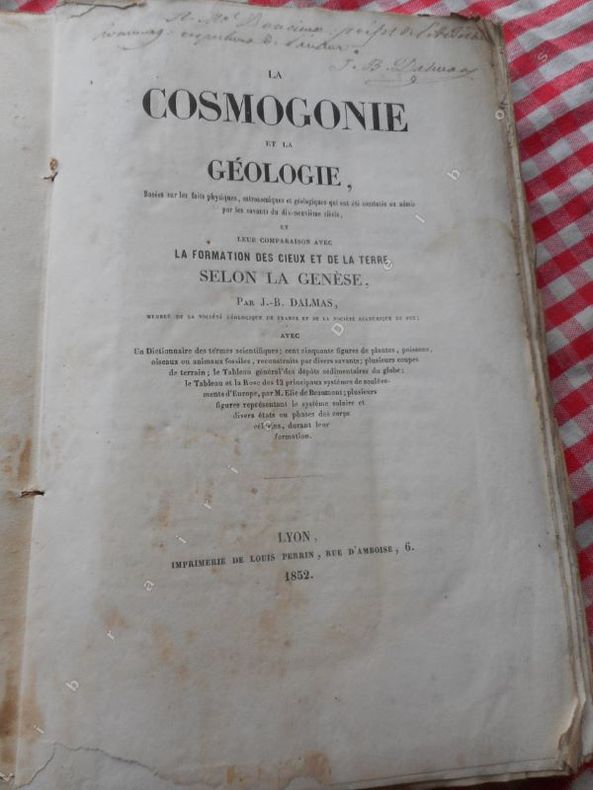 J. B. Dalmas
LA
COSMOGONIE
ET LA
GÉOLOGIE,
Basées sur les faits physiques, astronomiques et géologiques qui ont été constatés ou admis
par les savants du dix-neuvième siècle,
ET
LEUR COMPARAISON AVEC
LA FORMATION DES CIEUX ET DE LA TERRE
SELON LA GENÈSE,
PAR J.-B. DALMAS,
MEMBRE DE LA SOCIÉTÉ GÉOLOGIQUE DE FRANCE ET DE LA SOCIÉTÉ ACADÉMIQUE DU PUY;
AVEC
Un Dictionnaire des termes scientifiques; cent cinquante figures de plantes, poissons,
oiseaux ou animaux fossiles, reconstruits par divers savants; plusieurs coupes
de terrain; le Tableau général des dépôts sédimentaires du globe;
le Tableau et la Rose des 12 principaux systèmes de soulève-
ments d'Europe, par M. Elie de Beaumont; plusieurs
figures représentant le système solaire et
divers états ou phases des corps
célestes, durant leur
formation.
LYON,
IMPRIMERIE DE LOUIS PERRIN, RUE D'AMBOISE, 6.
1852.